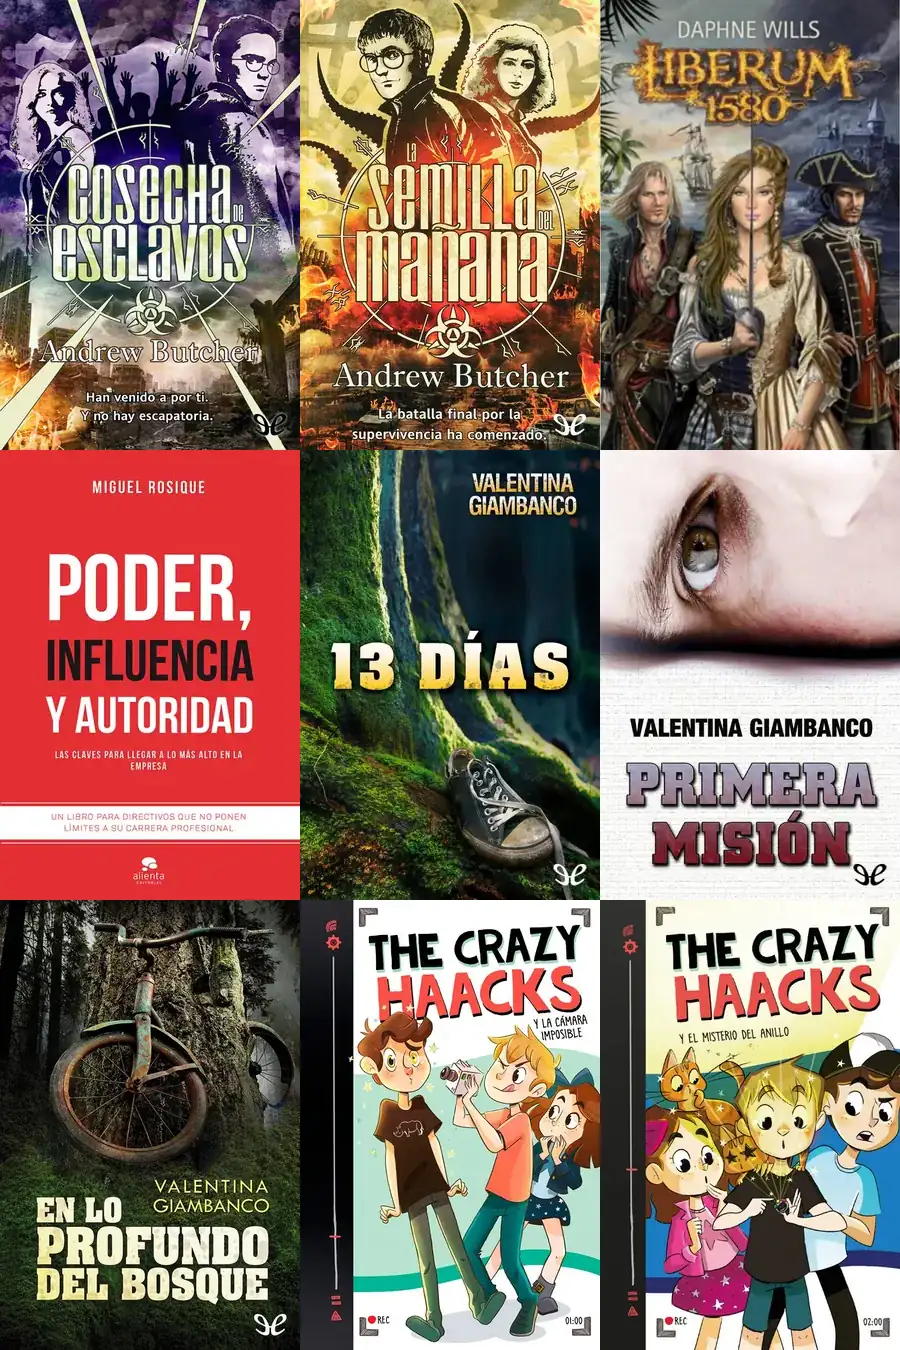 COSECHA DE
ESCLAVOS
Andrew Butcher
Han venido a por ti.
Y no hay escapatoria.
LA
SEMILLA DEL
MAÑANA
Andrew Butcher
La batalla final por la
supervivencia ha comenzado.
DAPHNE WILLS
LIBERUM
1580
MIGUEL ROSIQUE
PODER,
INFLUENCIA
Y AUTORIDAD
LAS CLAVES PARA LLEGAR A LO MÁS ALTO EN LA
EMPRESA
UN LIBRO PARA DIRECTIVOS QUE NO PONEN
LÍMITES A SU CARRERA PROFESIONAL
alienta
EDITORIAL
VALENTINA
GIAMBANCO
13 DÍAS
VALENTINA GIAMBANCO
PRIMERA
MISIÓN
VALENTINA
GIAMBANCO
EN LO
PROFUNDO
DEL BOSQUE
THE CRAZY
HAACKS
Y LA CÁMARA
IMPOSIBLE
REC
01:00
THE CRAZY
HAACKS
Y EL MISTERIO DEL ANILLO
REC
02:00